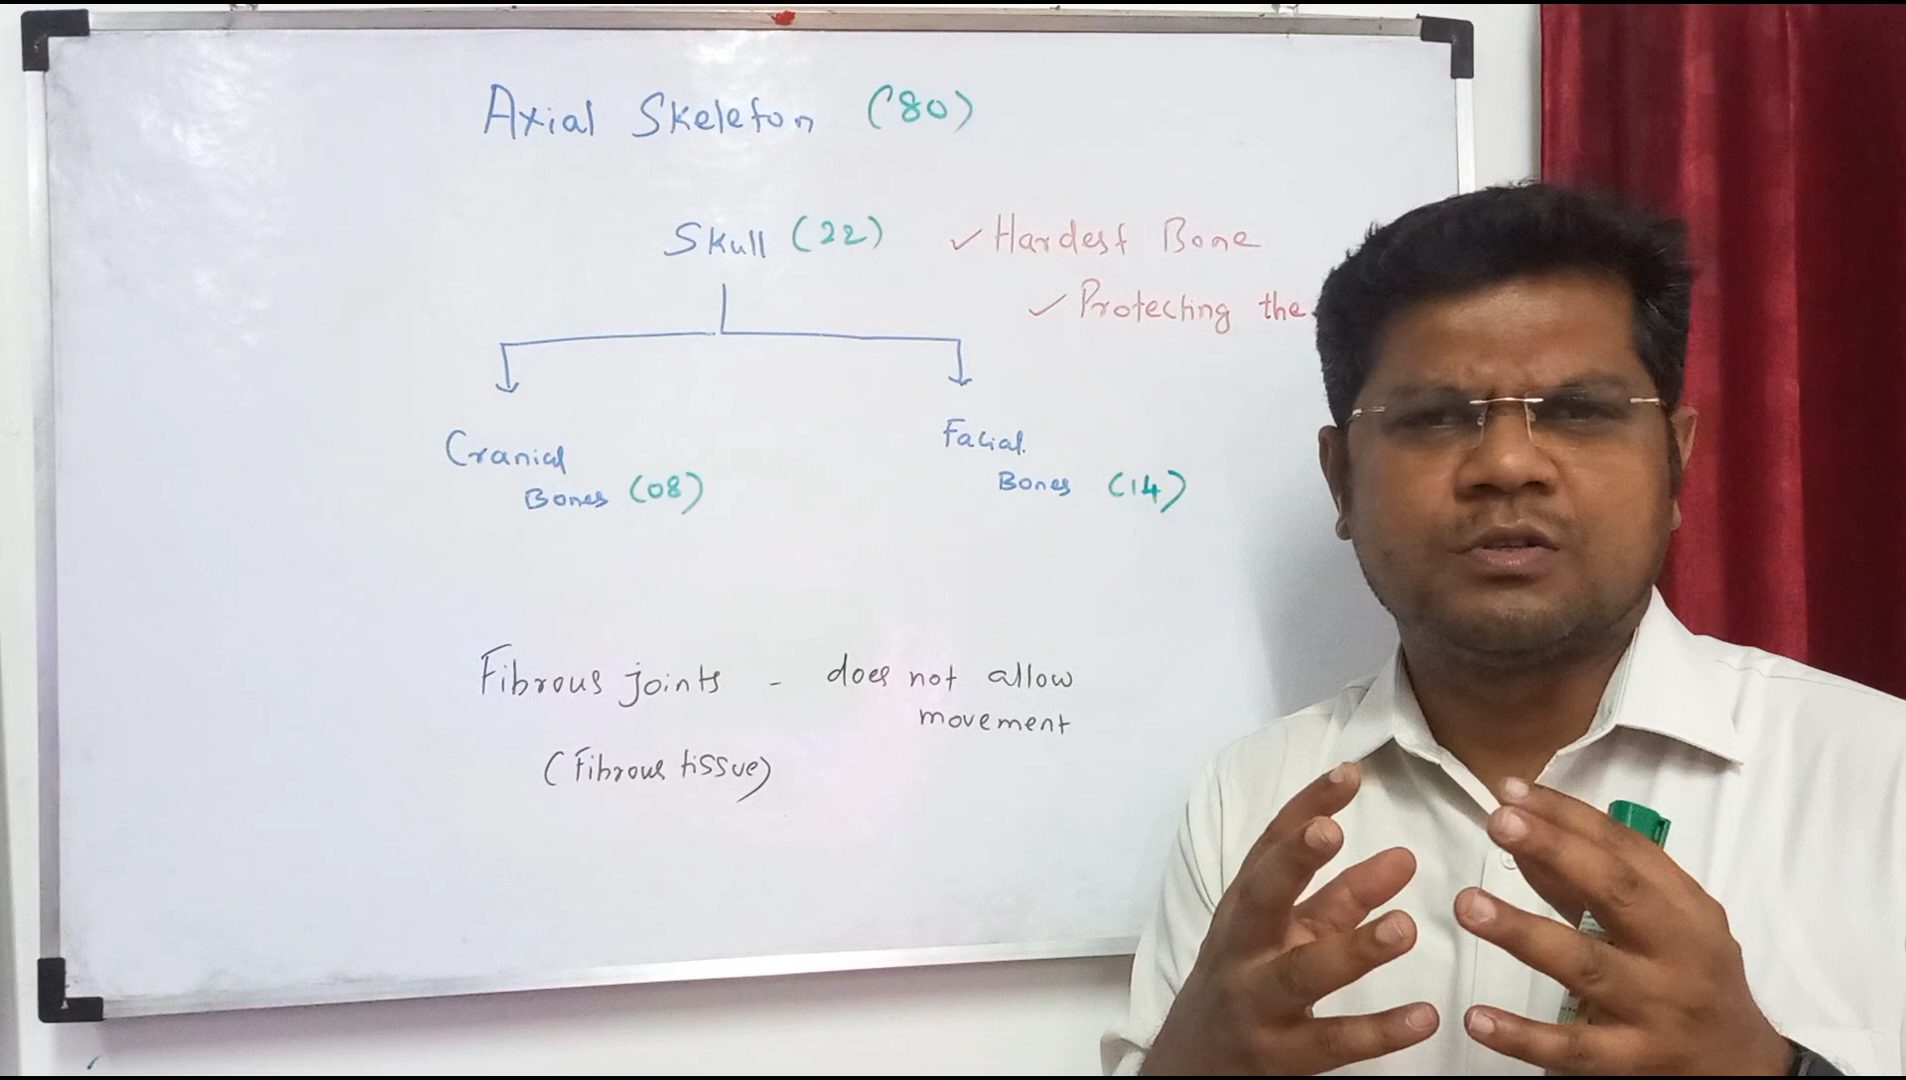 Axial Skeleton (80)
Skull (22) ✓ Hardest Bone
✓ Protecting the
Cranial
Bones (08)
Facial
Bones (14)
Fibrous joints - does not allow
movement
(Fibrous tissue)